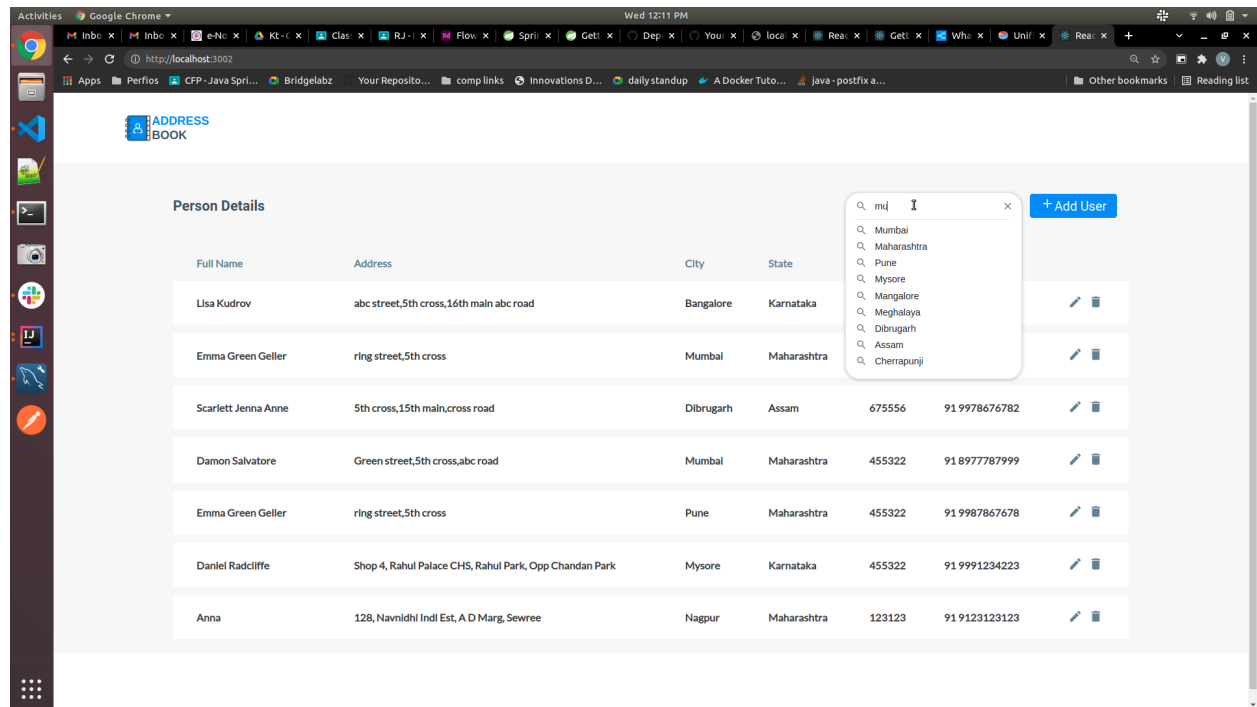 Activities Google Chrome Wed 12:11 PM
Inbo Inbo e-No Kt - C Clas RJ - Flow Spri Gett Depo Your loca Reac Gett Wha Unifi Reac
http://localhost:3002
Apps Perfios CFP - Java Spri... Bridgelabz Your Reposito... comp links Innovations D... daily standup A Docker Tuto... java - postfix a... Other bookmarks Reading list
ADDRESS
BOOK
Person Details mu + Add User
Mumbai
Maharashtra
Pune
Mysore
Mangalore
Meghalaya
Dibrugarh
Assam
Cherrapunji
Full Name Address City State
Lisa Kudrov abc street,5th cross,16th main abc road Bangalore Karnataka
Emma Green Geller ring street,5th cross Mumbai Maharashtra
Scarlett Jenna Anne 5th cross,15th main,cross road Dibrugarh Assam 675556 91 9978676782
Damon Salvatore Green street,5th cross,abc road Mumbai Maharashtra 455322 91 8977787999
Emma Green Geller ring street,5th cross Pune Maharashtra 455322 91 9987867678
Daniel Radcliffe Shop 4, Rahul Palace CHS, Rahul Park, Opp Chandan Park Mysore Karnataka 455322 91 9991234223
Anna 128, Navnidhi Indl Est, A D Marg, Sewree Nagpur Maharashtra 123123 91 9123123123